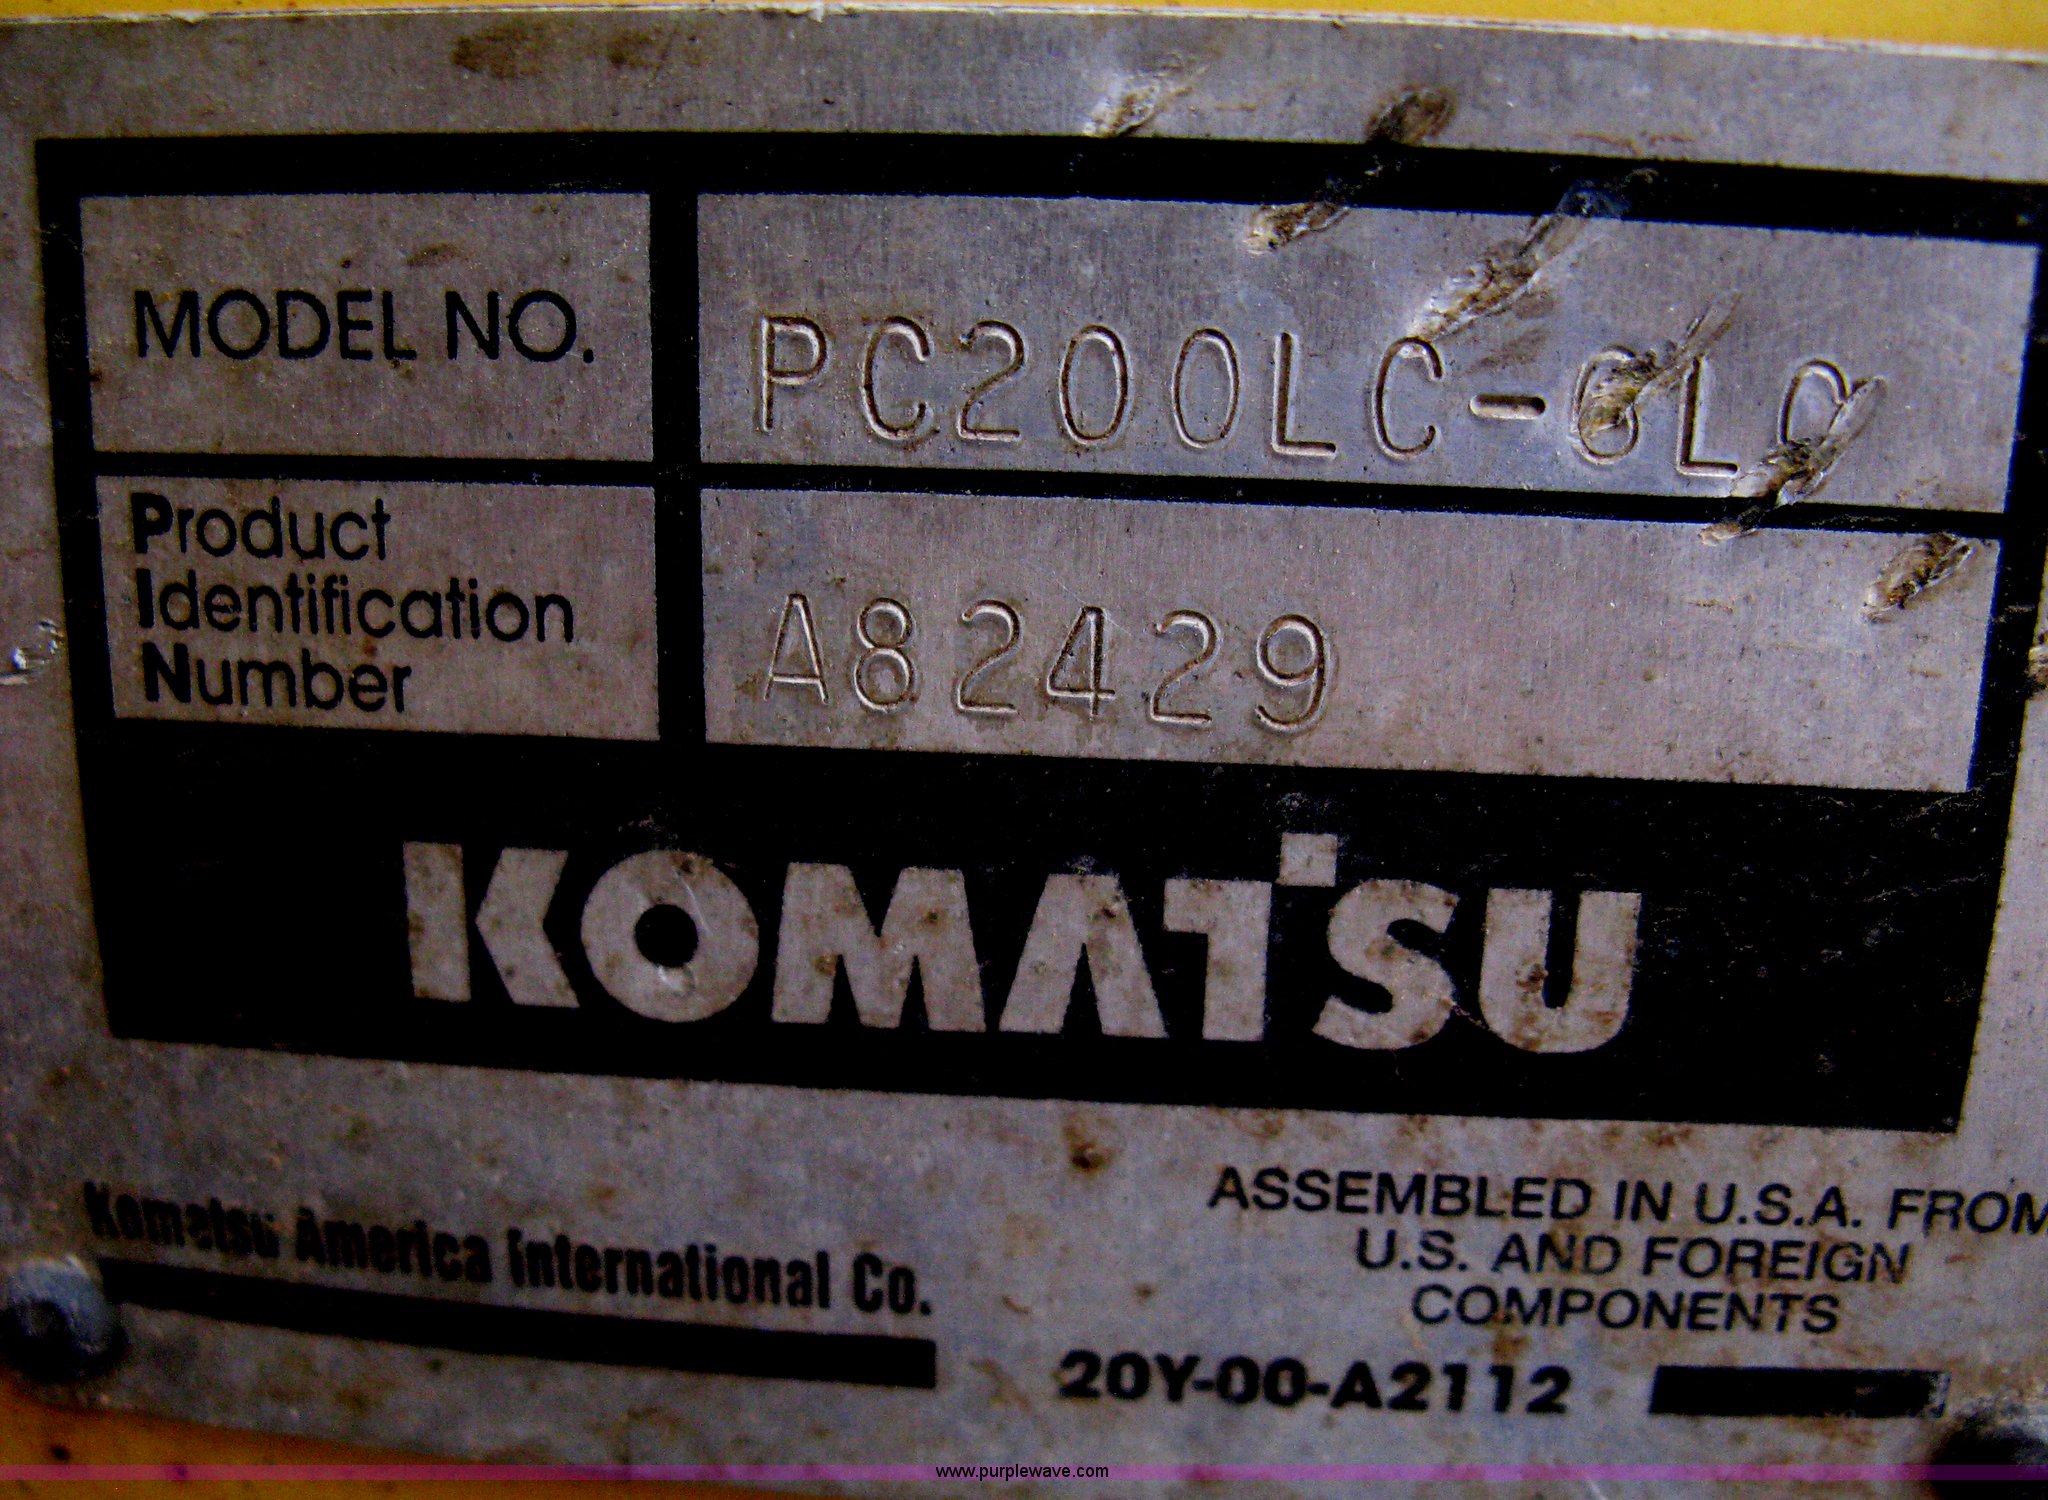 MODEL NO. PC200LC-6LC
Product
Identification
Number
A82429
KOMATSU
Komatsu America International Co.
ASSEMBLED IN U.S.A. FROM
U.S. AND FOREIGN
COMPONENTS
20Y-00-A2112
www.purplewave.com